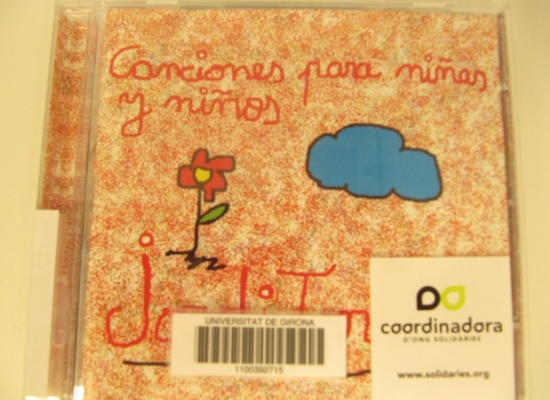 Canciones para niñas
y niños
UNIVERSITAT DE GIRONA
1100392715
coordinadora
D'ONG SOLIDÀRIES
www.solidaries.org